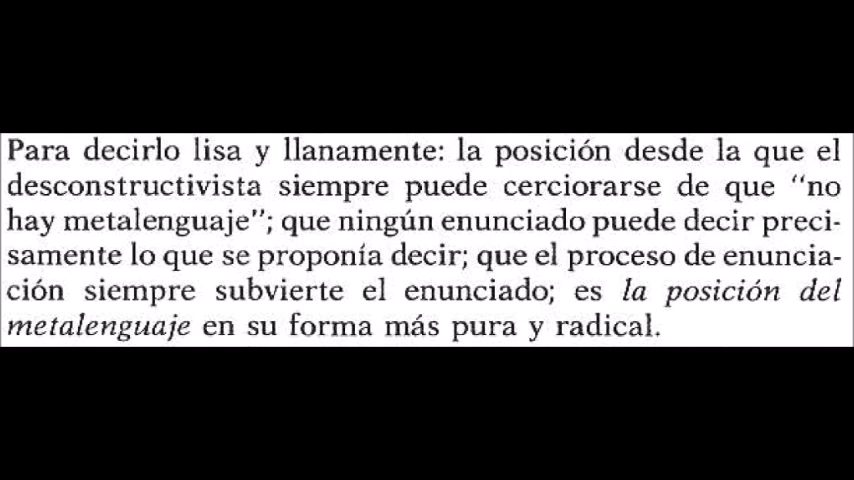 Para decirlo lisa y llanamente: la posición desde la que el
desconstructivista siempre puede cerciorarse de que “no
hay metalenguaje”; que ningún enunciado puede decir preci-
samente lo que se proponía decir; que el proceso de enuncia-
ción siempre subvierte el enunciado; es la posición del
metalenguaje en su forma más pura y radical.